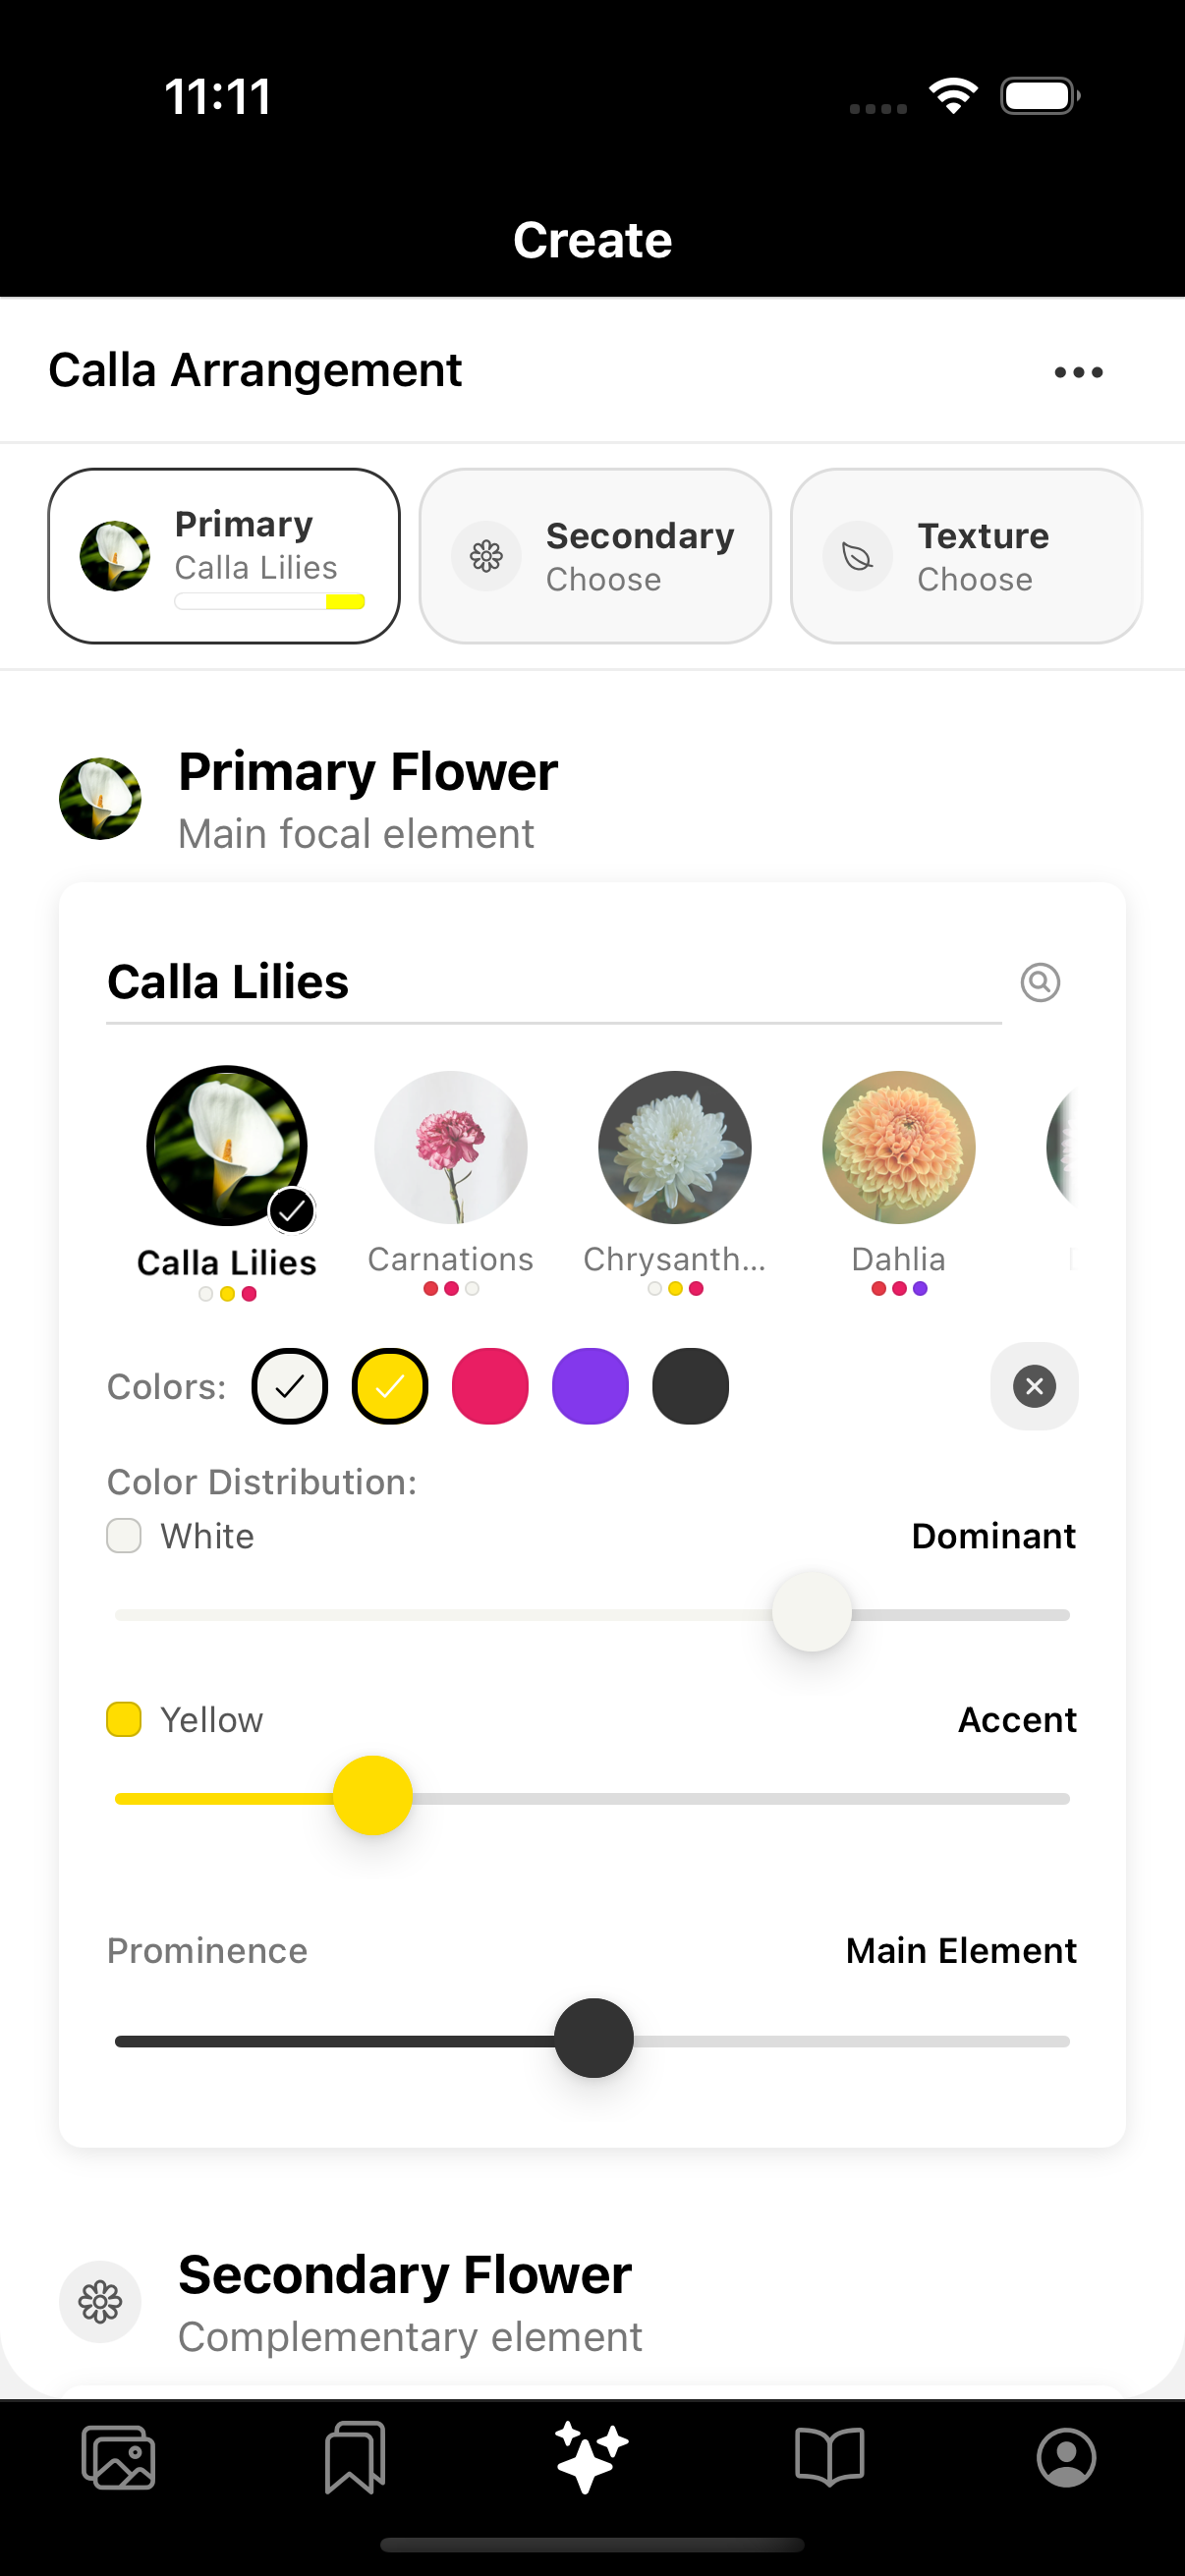 11:11
Create
Calla Arrangement
Primary
Calla Lilies
Secondary
Choose
Texture
Choose
Primary Flower
Main focal element
Calla Lilies
Calla Lilies
Carnations
Chrysanth...
Dahlia
Colors:
Color Distribution:
White
Dominant
Yellow
Accent
Prominence
Main Element
Secondary Flower
Complementary element